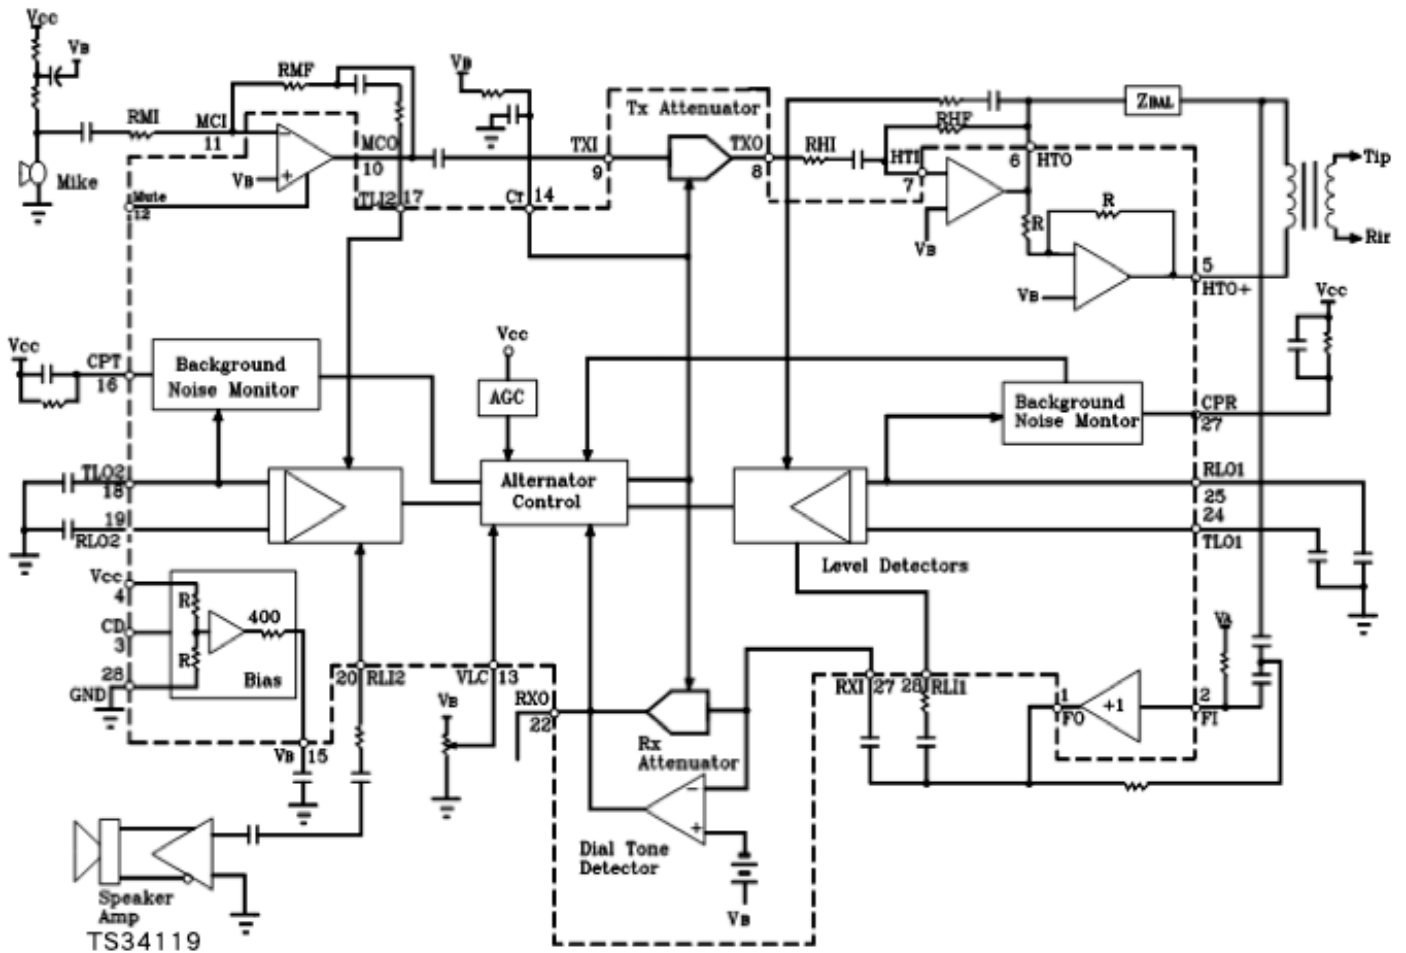 Vcc
VB
RMF
VB
Tx Attenuator
ZBAL
RMI
MCI
11
MCO
10
TXI
9
TXO
8
RHI
RHF
HTI
7
6
HTO
Tip
Rir
Mike
VB
Mute
12
TLI2
17
CT
14
VB
R
R
VB
5
HTO+
Vcc
Vcc
CPT
16
Background
Noise Monitor
Vcc
AGC
Background
Noise Montor
CPR
27
TLO2
18
19
RLO2
Alternator
Control
RLO1
25
24
TLO1
Level Detectors
Vcc
4
CD
3
28
GND
R
R
400
Bias
VB
15
20
RLI2
VLC
13
VB
RXO
22
Rx
Attenuator
RXI
27
28
RLI1
1
FO
+1
2
FI
VA
Dial Tone
Detector
VB
Speaker
Amp
TS34119